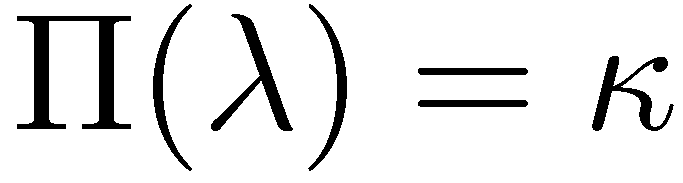 Π(λ) = κ